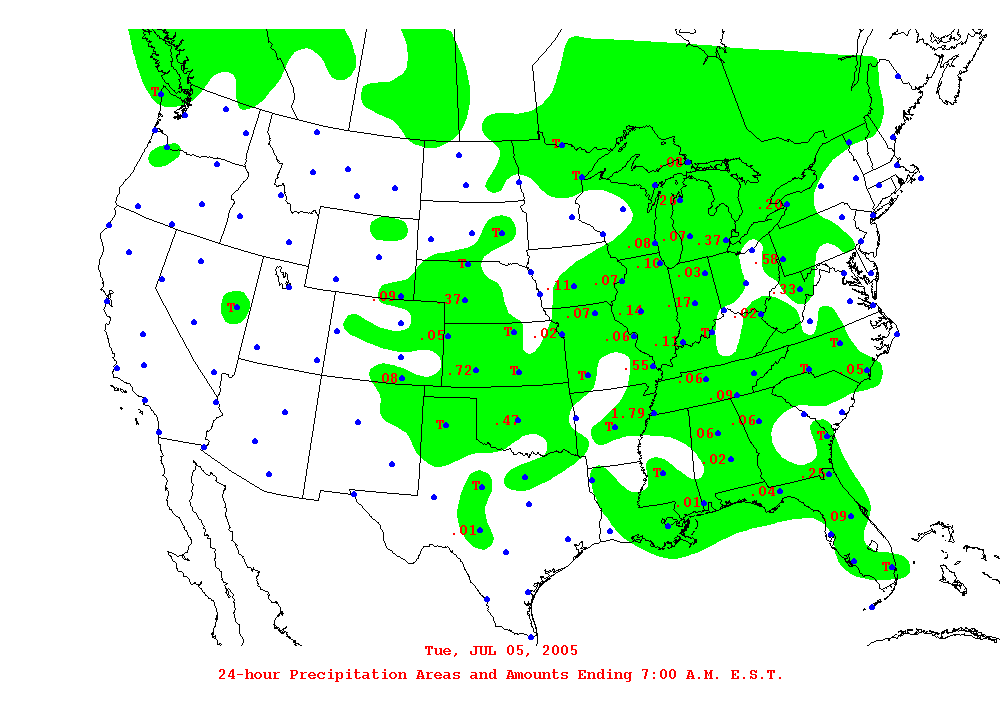 T
T
.08
T
.20
.20
T
.08
.07
.37
T
.10
.58
.03
.11
.07
.33
.09
.37
.17
T
.07
.14
.02
.05
T
.02
.06
.11
T
T
.55
.72
T
T
.06
T
.05
.08
.09
1.79
.47
T
T
.06
.06
T
.02
T
.25
T
.04
.01
.09
.01
T
Tue, JUL 05, 2005
24-hour Precipitation Areas and Amounts Ending 7:00 A.M. E.S.T.